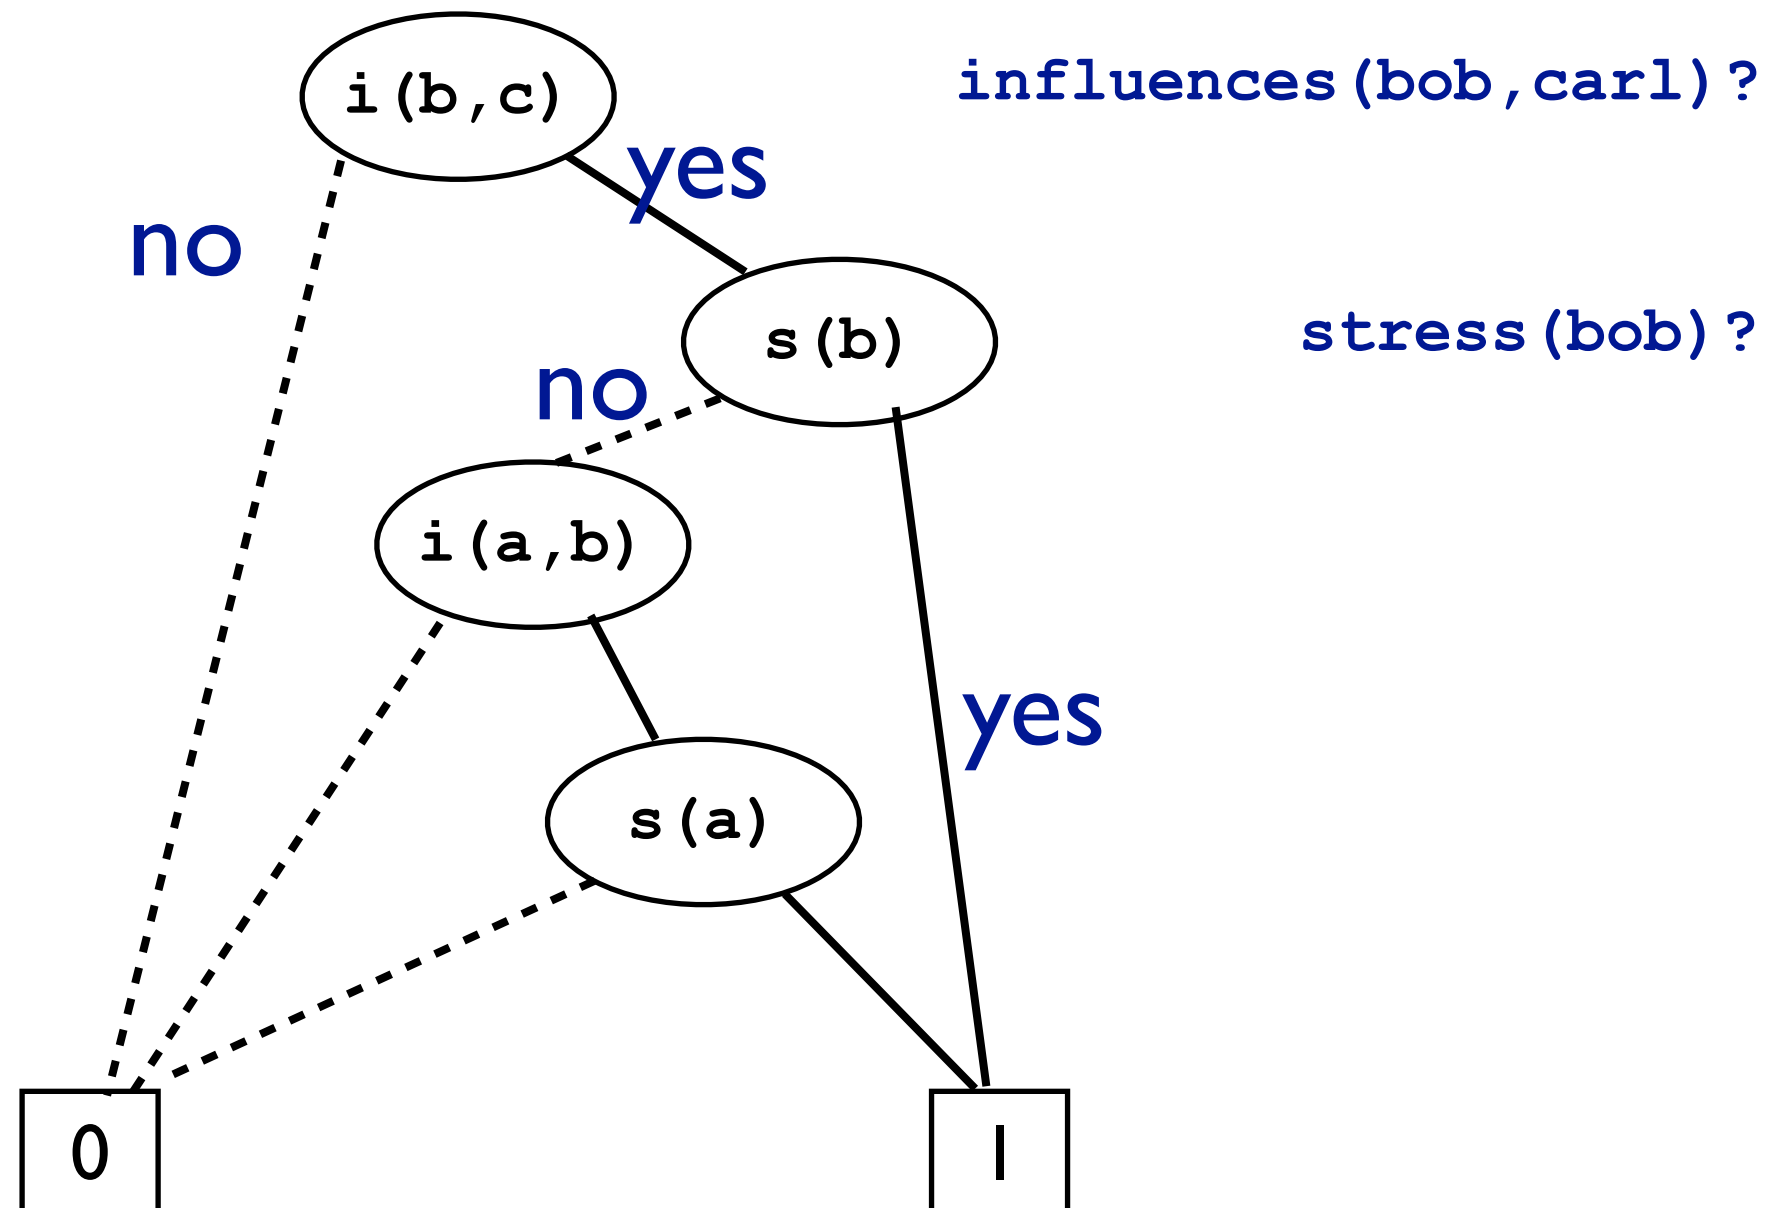 i(b,c)
influences(bob,carl)?
yes
no
s(b)
stress(bob)?
no
i(a,b)
yes
s(a)
0
1